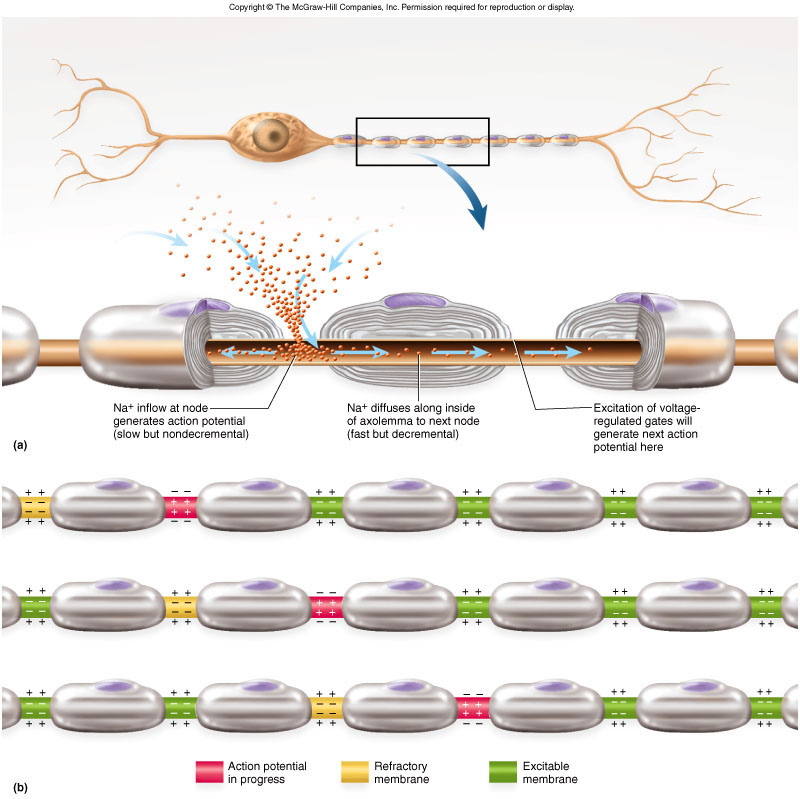 Copyright © The McGraw-Hill Companies, Inc. Permission required for reproduction or display.
Na+ inflow at node
generates action potential
(slow but nondecremental)
Na+ diffuses along inside
of axolemma to next node
(fast but decremental)
Excitation of voltage-
regulated gates will
generate next action
potential here
(a)
Action potential
in progress
Refractory
membrane
Excitable
membrane
(b)